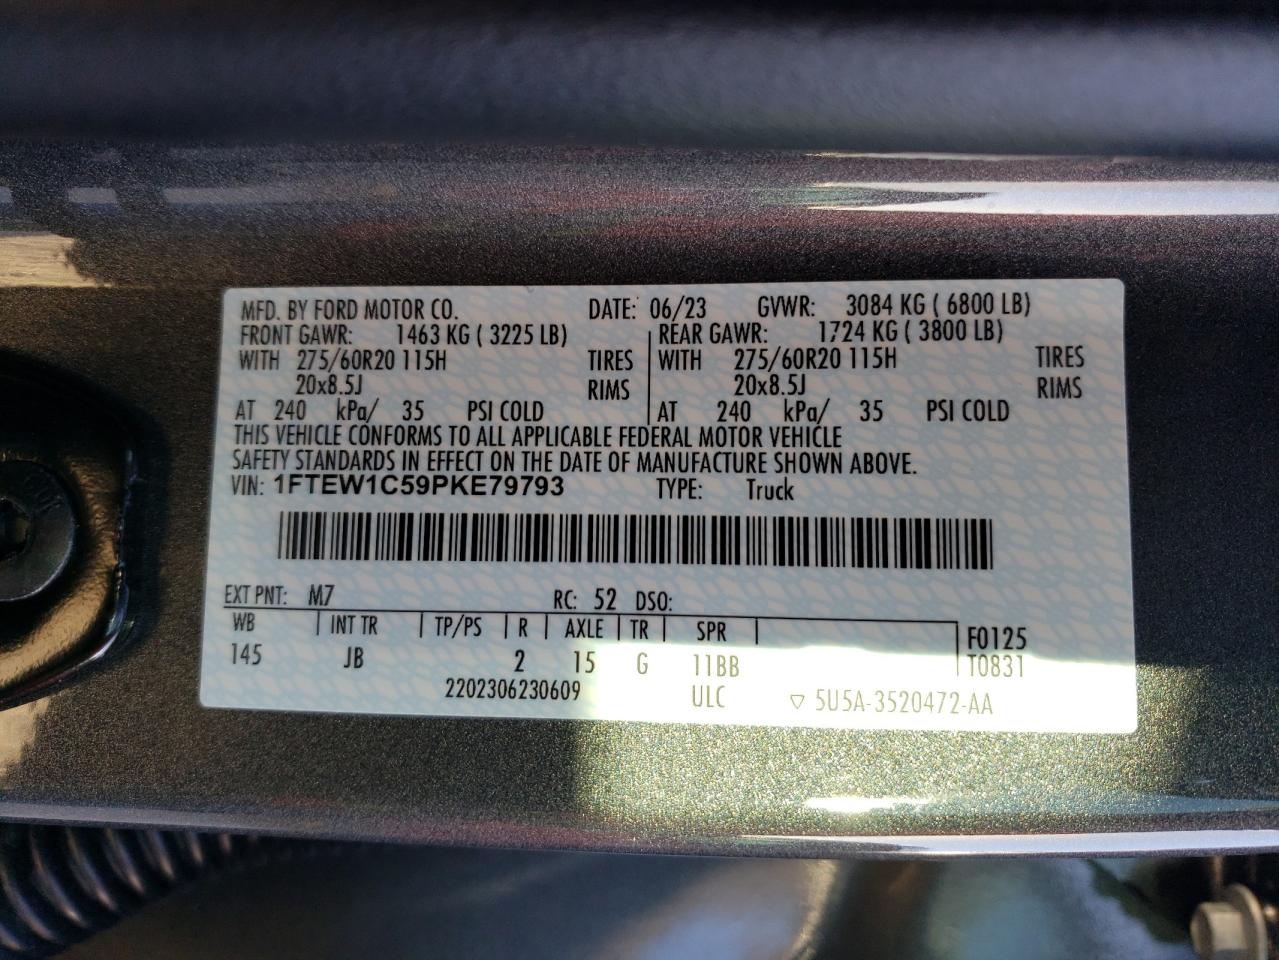 MFD. BY FORD MOTOR CO. DATE: 06/23 GVWR: 3084 KG ( 6800 LB)
FRONT GAWR: 1463 KG ( 3225 LB) REAR GAWR: 1724 KG ( 3800 LB)
WITH 275/60R20 115H TIRES WITH 275/60R20 115H TIRES
20x8.5J RIMS 20x8.5J RIMS
AT 240 kPa/ 35 PSI COLD AT 240 kPa/ 35 PSI COLD
THIS VEHICLE CONFORMS TO ALL APPLICABLE FEDERAL MOTOR VEHICLE
SAFETY STANDARDS IN EFFECT ON THE DATE OF MANUFACTURE SHOWN ABOVE.
VIN: 1FTEW1C59PKE79793 TYPE: Truck
EXT PNT: M7 RC: 52 DSO:
WB INT TR TP/PS R AXLE TR SPR F0125
145 JB 2 15 G 11BB T0831
2202306230609 ULC ▽ 5U5A-3520472-AA